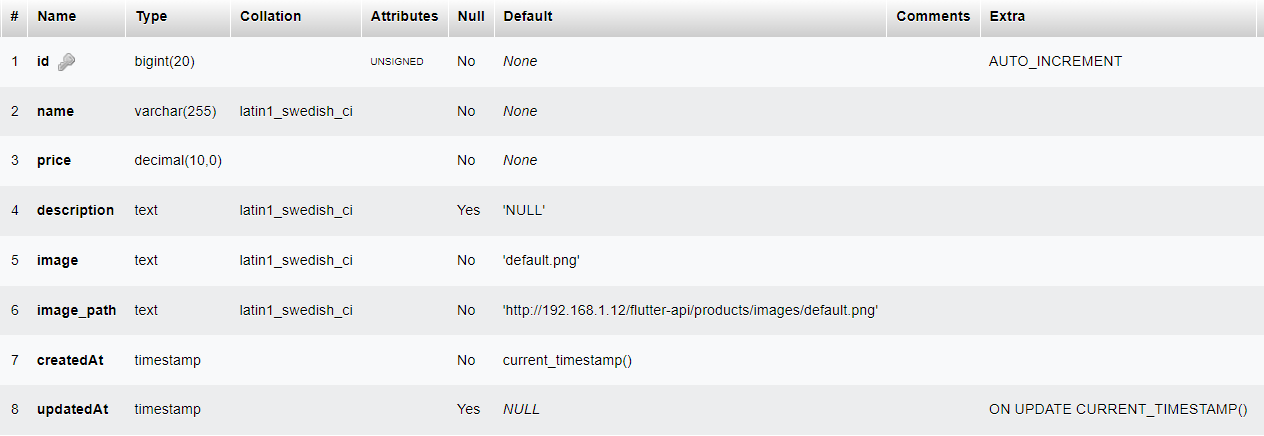 # Name Type Collation Attributes Null Default Comments Extra
1 id bigint(20) UNSIGNED No None AUTO_INCREMENT
2 name varchar(255) latin1_swedish_ci No None
3 price decimal(10,0) No None
4 description text latin1_swedish_ci Yes 'NULL'
5 image text latin1_swedish_ci No 'default.png'
6 image_path text latin1_swedish_ci No 'http://192.168.1.12/flutter-api/products/images/default.png'
7 createdAt timestamp No current_timestamp()
8 updatedAt timestamp Yes NULL ON UPDATE CURRENT_TIMESTAMP()